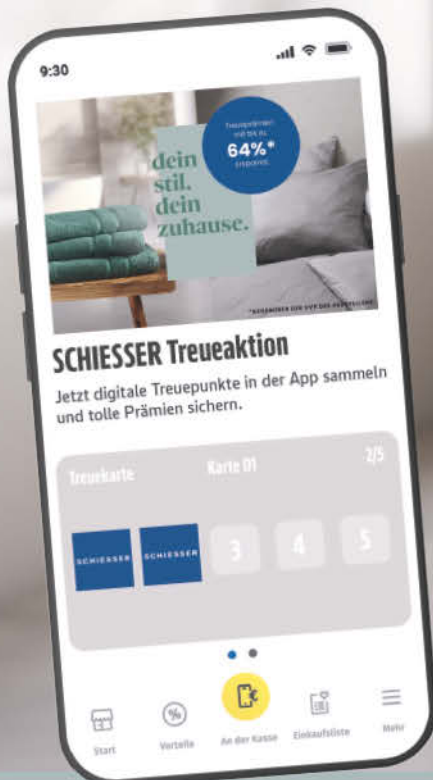 9:30
Treueprämien
mit bis zu
64%*
dein
stil.
dein
zuhause.
SCHIESSER Treueaktion
Jetzt digitale Treuepunkte in der App sammeln
und tolle Prämien sichern.
Treuekarte Karte 01 2/5
SCHIESSER SCHIESSER 3 4 5
%
Start Vorteile An der Kasse Einkaufsliste Mehr